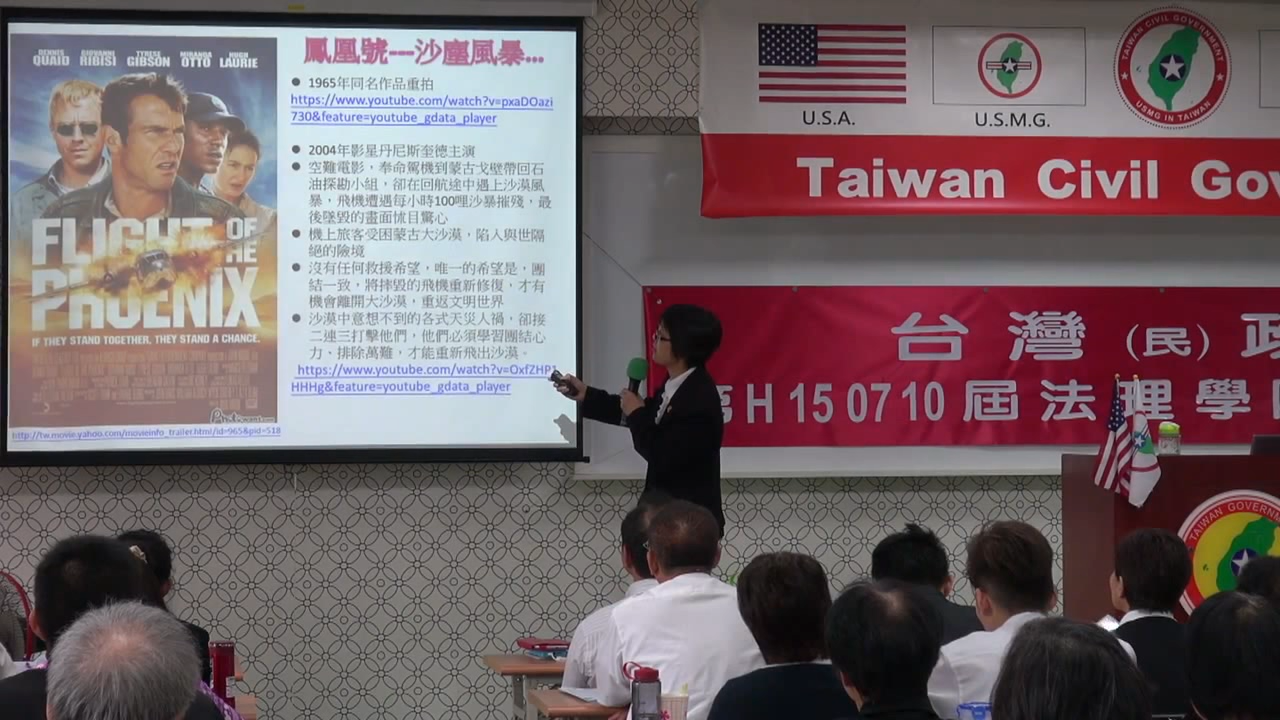 DENNIS QUAID
GIOVANNI RIBISI
TYRESE GIBSON
MIRANDA OTTO
HUGH LAURIE
FLIGHT OF THE
PHOENIX
IF THEY STAND TOGETHER, THEY STAND A CHANCE.
http://tw.movie.yahoo.com/movieinfo_trailer.html/id=965&pid=518
鳳凰號---沙塵風暴...
● 1965年同名作品重拍
https://www.youtube.com/watch?v=pxaDOazi
730&feature=youtube_gdata_player
● 2004年影星丹尼斯奎德主演
● 空難電影，奉命駕機到蒙古戈壁帶回石
油探勘小組，卻在回航途中遇上沙漠風
暴，飛機遭遇每小時100哩沙暴摧殘，最
後墜毀的畫面怵目驚心
● 機上旅客受困蒙古大沙漠，陷入與世隔
絕的險境
● 沒有任何救援希望，唯一的希望是，團
結一致，將摔毀的飛機重新修復，才有
機會離開大沙漠，重返文明世界
● 沙漠中意想不到的各式天災人禍，卻接
二連三打擊他們，他們必須學習團結心
力、排除萬難，才能重新飛出沙漠。
https://www.youtube.com/watch?v=OxfZHP1
HHHg&feature=youtube_gdata_player
U.S.A.
U.S.M.G.
TAIWAN CIVIL GOVERNMENT
USMG IN TAIWAN
Taiwan Civil Gov
台灣（民）政
H 15 07 10 屆法理學
TAIWAN GOVERNMENT